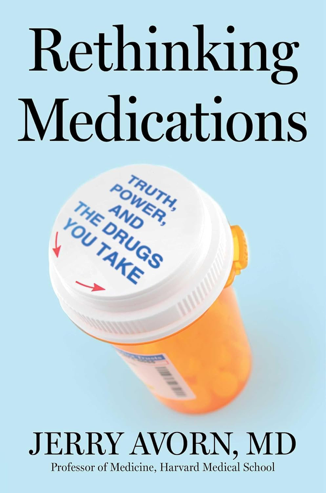 Rethinking
Medications
TRUTH,
POWER,
AND
THE DRUGS
YOU TAKE
JERRY AVORN, MD
Professor of Medicine, Harvard Medical School